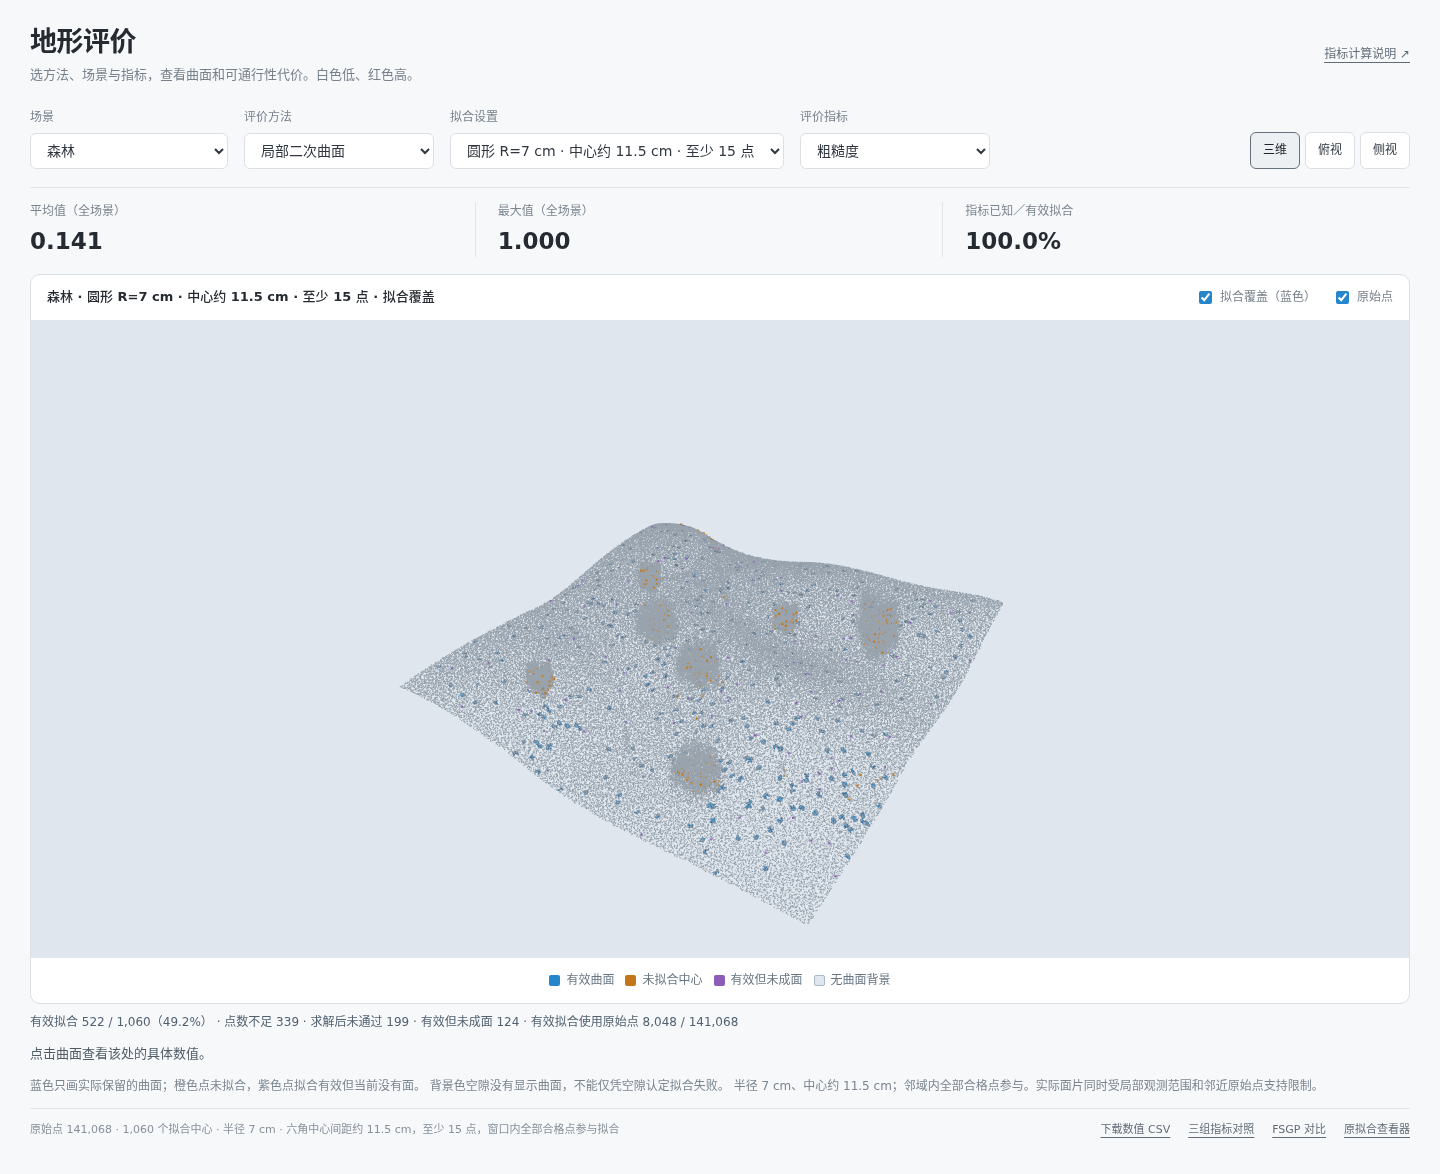 地形评价
选方法、场景与指标，查看曲面和可通行性代价。白色低、红色高。
指标计算说明 ↗
场景
评价方法
拟合设置
评价指标
森林
局部二次曲面
圆形 R=7 cm · 中心约 11.5 cm · 至少 15 点
粗糙度
三维
俯视
侧视
平均值（全场景）
最大值（全场景）
指标已知／有效拟合
0.141
1.000
100.0%
森林 · 圆形 R=7 cm · 中心约 11.5 cm · 至少 15 点 · 拟合覆盖
拟合覆盖（蓝色）
原始点
有效曲面
未拟合中心
有效但未成面
无曲面背景
有效拟合 522 / 1,060（49.2%） · 点数不足 339 · 求解后未通过 199 · 有效但未成面 124 · 有效拟合使用原始点 8,048 / 141,068
点击曲面查看该处的具体数值。
蓝色只画实际保留的曲面；橙色点未拟合，紫色点拟合有效但当前没有面。 背景色空隙没有显示曲面，不能仅凭空隙认定拟合失败。 半径 7 cm、中心约 11.5 cm；邻域内全部合格点参与。实际面片同时受局部观测范围和邻近原始点支持限制。
原始点 141,068 · 1,060 个拟合中心 · 半径 7 cm · 六角中心间距约 11.5 cm，至少 15 点，窗口内全部合格点参与拟合
下载数值 CSV
三组指标对照
FSGP 对比
原拟合查看器